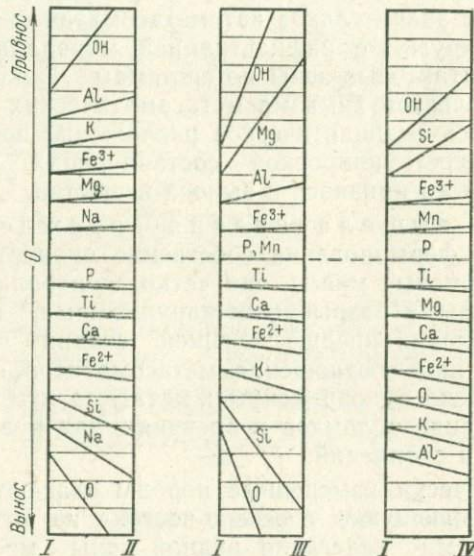 Привнос
0
Вынос
OH
Al
K
Fe3+
Mg
Na
P
Ti
Ca
Fe2+
Si
Na
O
I
II
OH
Mg
Al
Fe3+
P, Mn
Ti
Ca
Fe2+
K
Si
O
I
III
OH
Si
Fe3+
Mn
P
Ti
Mg
Ca
Fe2+
O
K
Al
I